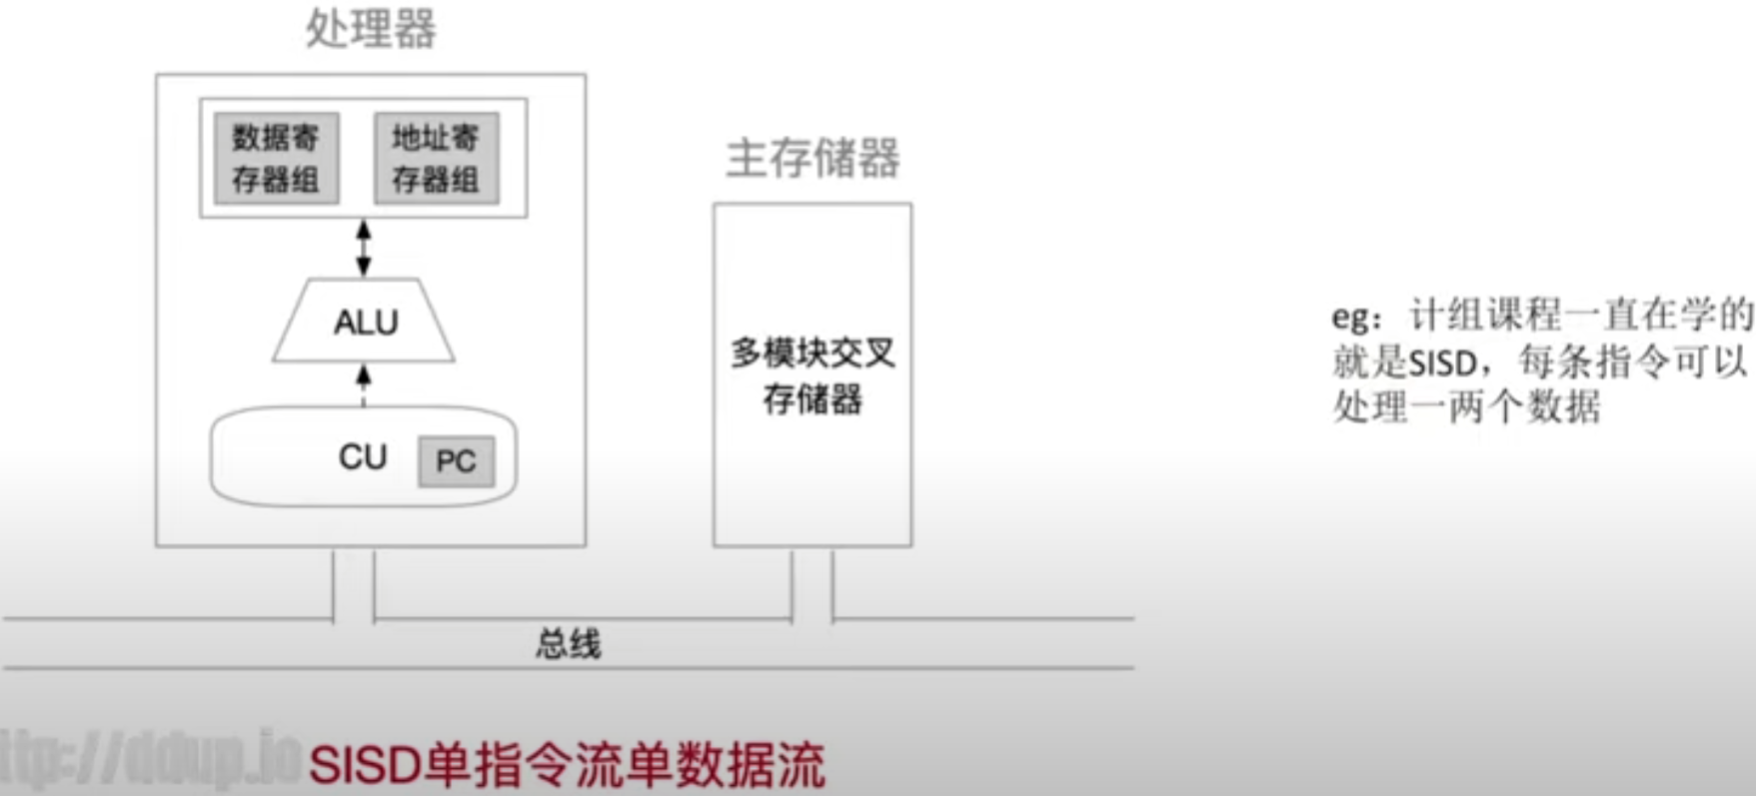 处理器
数据寄
存器组
地址寄
存器组
ALU
CU
PC
主存储器
多模块交叉
存储器
总线
eg：计组课程一直在学的
就是SISD，每条指令可以
处理一两个数据
SISD单指令流单数据流